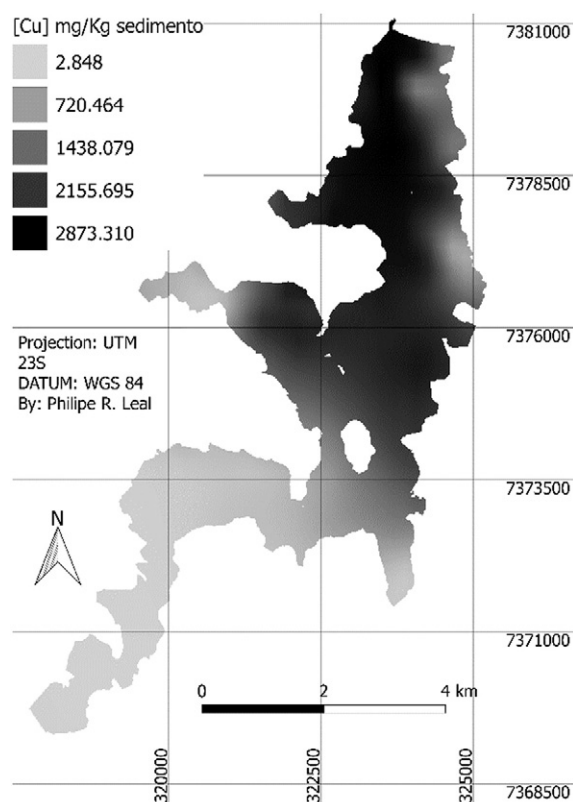 [Cu] mg/Kg sedimento
2.848
720.464
1438.079
2155.695
2873.310
7381000
7378500
7376000
Projection: UTM
23S
DATUM: WGS 84
By: Philipe R. Leal
7373500
N
7371000
0 2 4 km
320000
322500
325000
7368500